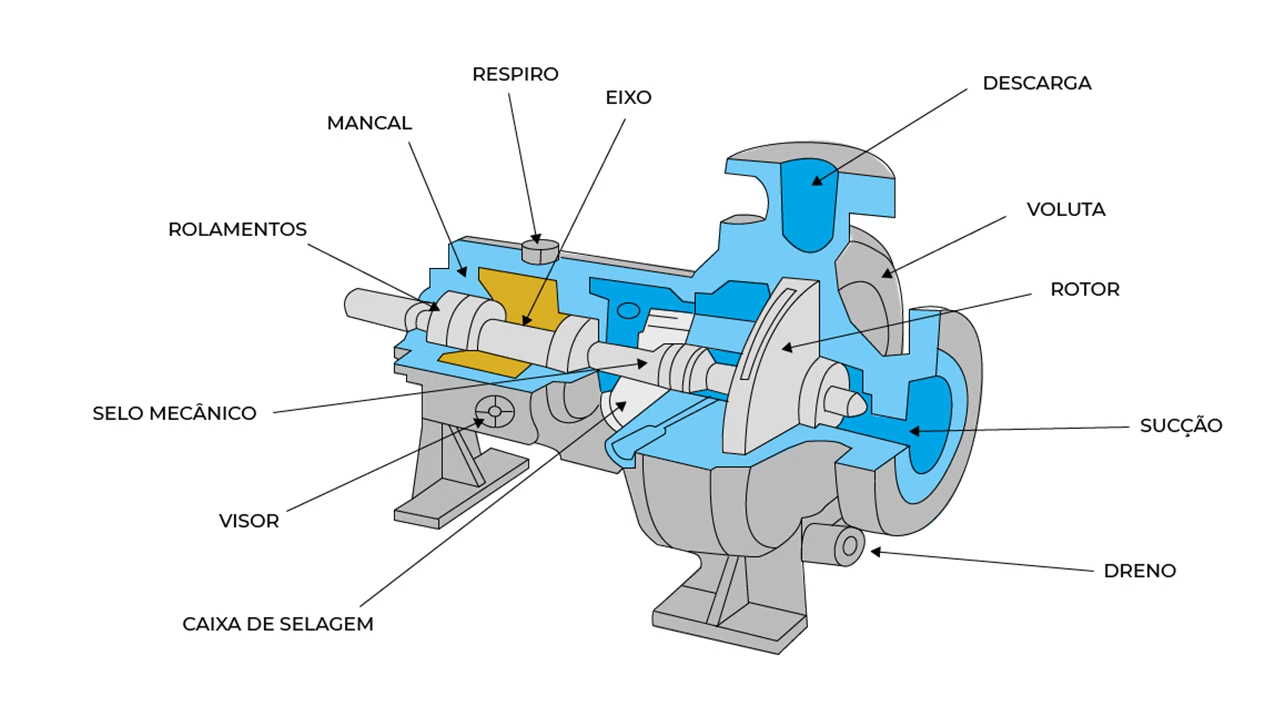 RESPIRO
DESCARGA
EIXO
MANCAL
VOLUTA
ROLAMENTOS
ROTOR
SELO MECÂNICO
SUCÇÃO
VISOR
DRENO
CAIXA DE SELAGEM